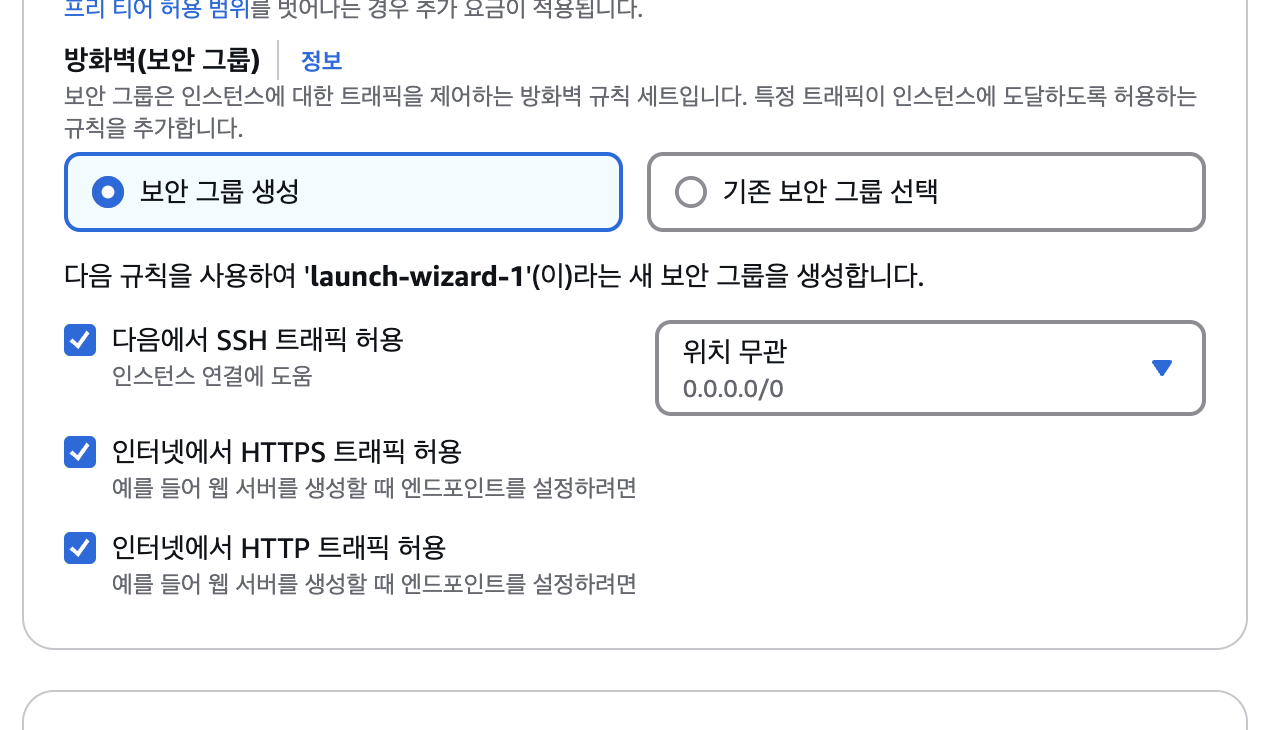 프리 티어 허용 범위를 벗어나는 경우 추가 요금이 적용됩니다.
방화벽(보안 그룹) 정보
보안 그룹은 인스턴스에 대한 트래픽을 제어하는 방화벽 규칙 세트입니다. 특정 트래픽이 인스턴스에 도달하도록 허용하는
규칙을 추가합니다.
보안 그룹 생성 기존 보안 그룹 선택
다음 규칙을 사용하여 'launch-wizard-1'(이)라는 새 보안 그룹을 생성합니다.
다음에서 SSH 트래픽 허용
인스턴스 연결에 도움
위치 무관
0.0.0.0/0
인터넷에서 HTTPS 트래픽 허용
예를 들어 웹 서버를 생성할 때 엔드포인트를 설정하려면
인터넷에서 HTTP 트래픽 허용
예를 들어 웹 서버를 생성할 때 엔드포인트를 설정하려면